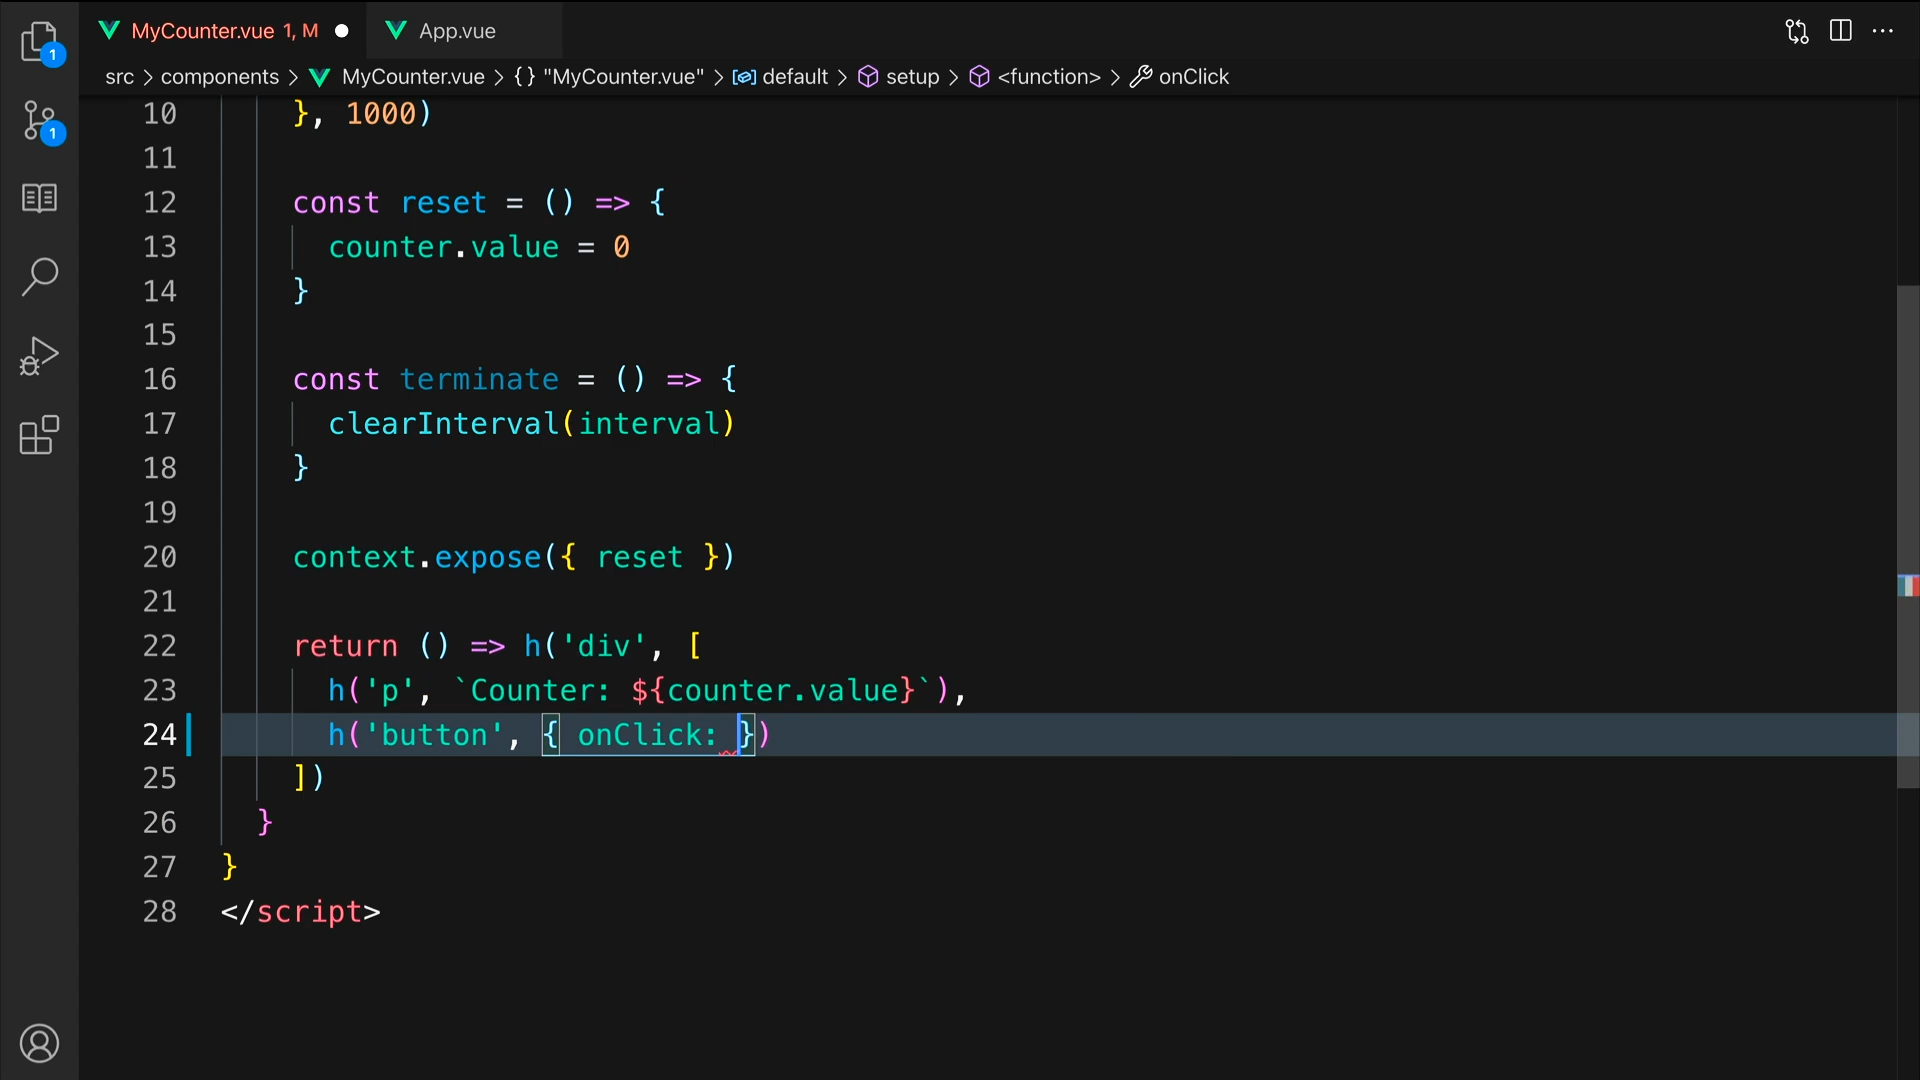 MyCounter.vue 1, M
App.vue
src > components > MyCounter.vue > {} "MyCounter.vue" > default > setup > <function> > onClick
1
1
10 }, 1000)
11
12 const reset = () => {
13 counter.value = 0
14 }
15
16 const terminate = () => {
17 clearInterval(interval)
18 }
19
20 context.expose({ reset })
21
22 return () => h('div', [
23 h('p', `Counter: ${counter.value}`),
24 h('button', { onClick: })
25 ])
26 }
27 }
28 </script>